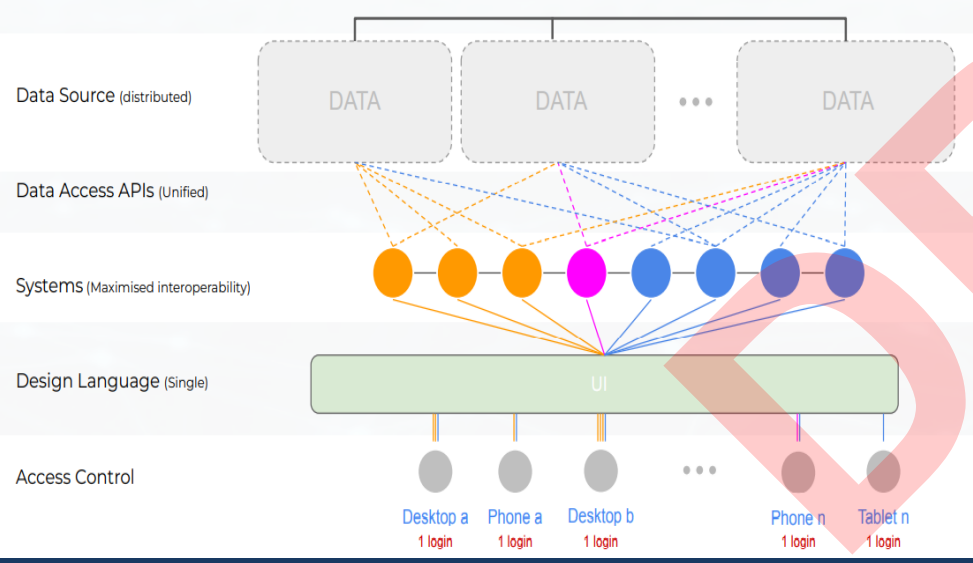 Data Source (distributed)
DATA
DATA
DATA
Data Access APIs (Unified)
Systems (Maximised interoperability)
Design Language (Single)
UI
Access Control
Desktop a
Phone a
Desktop b
Phone n
Tablet n
1 login
1 login
1 login
1 login
1 login